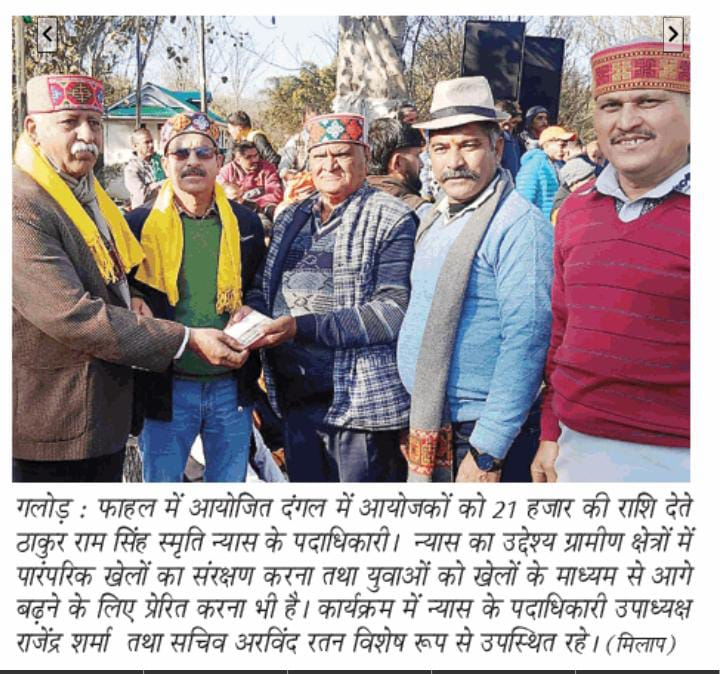 गलोड़ : फाहल में आयोजित दंगल में आयोजकों को 21 हजार की राशि देते
ठाकुर राम सिंह स्मृति न्यास के पदाधिकारी। न्यास का उद्देश्य ग्रामीण क्षेत्रों में
पारंपरिक खेलों का संरक्षण करना तथा युवाओं को खेलों के माध्यम से आगे
बढ़ने के लिए प्रेरित करना भी है। कार्यक्रम में न्यास के पदाधिकारी उपाध्यक्ष
राजेंद्र शर्मा तथा सचिव अरविंद रतन विशेष रूप से उपस्थित रहे। (मिलाप)